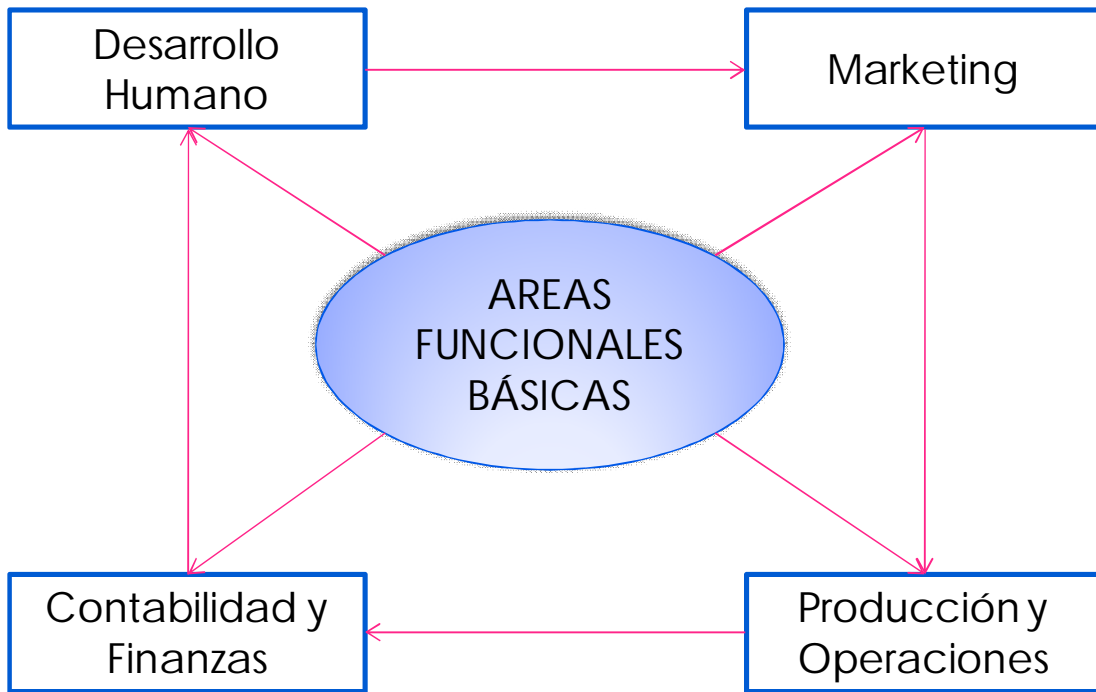 Desarrollo
Humano
Marketing
AREAS
FUNCIONALES
BÁSICAS
Contabilidad y
Finanzas
Producción y
Operaciones